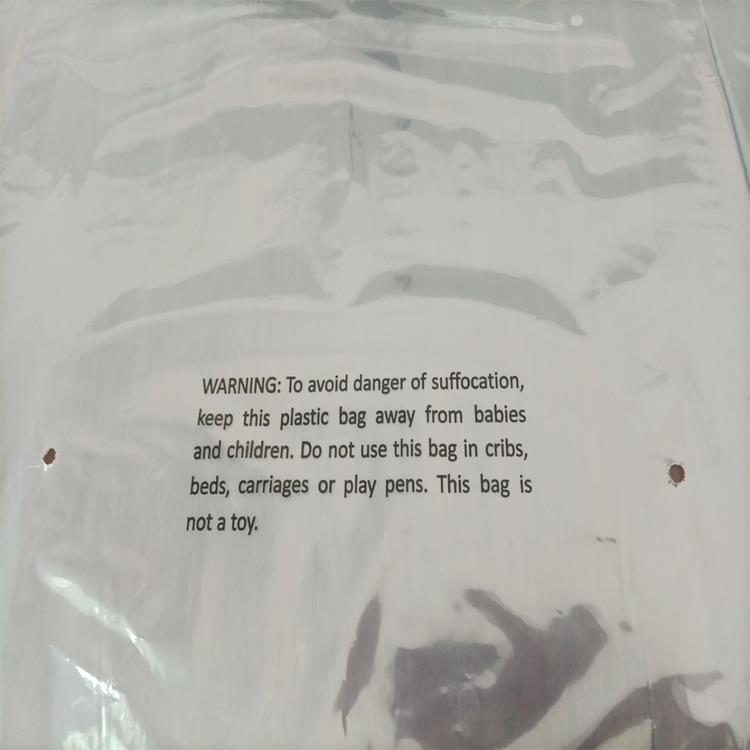 WARNING: To avoid danger of suffocation,
keep this plastic bag away from babies
and children. Do not use this bag in cribs,
beds, carriages or play pens. This bag is
not a toy.